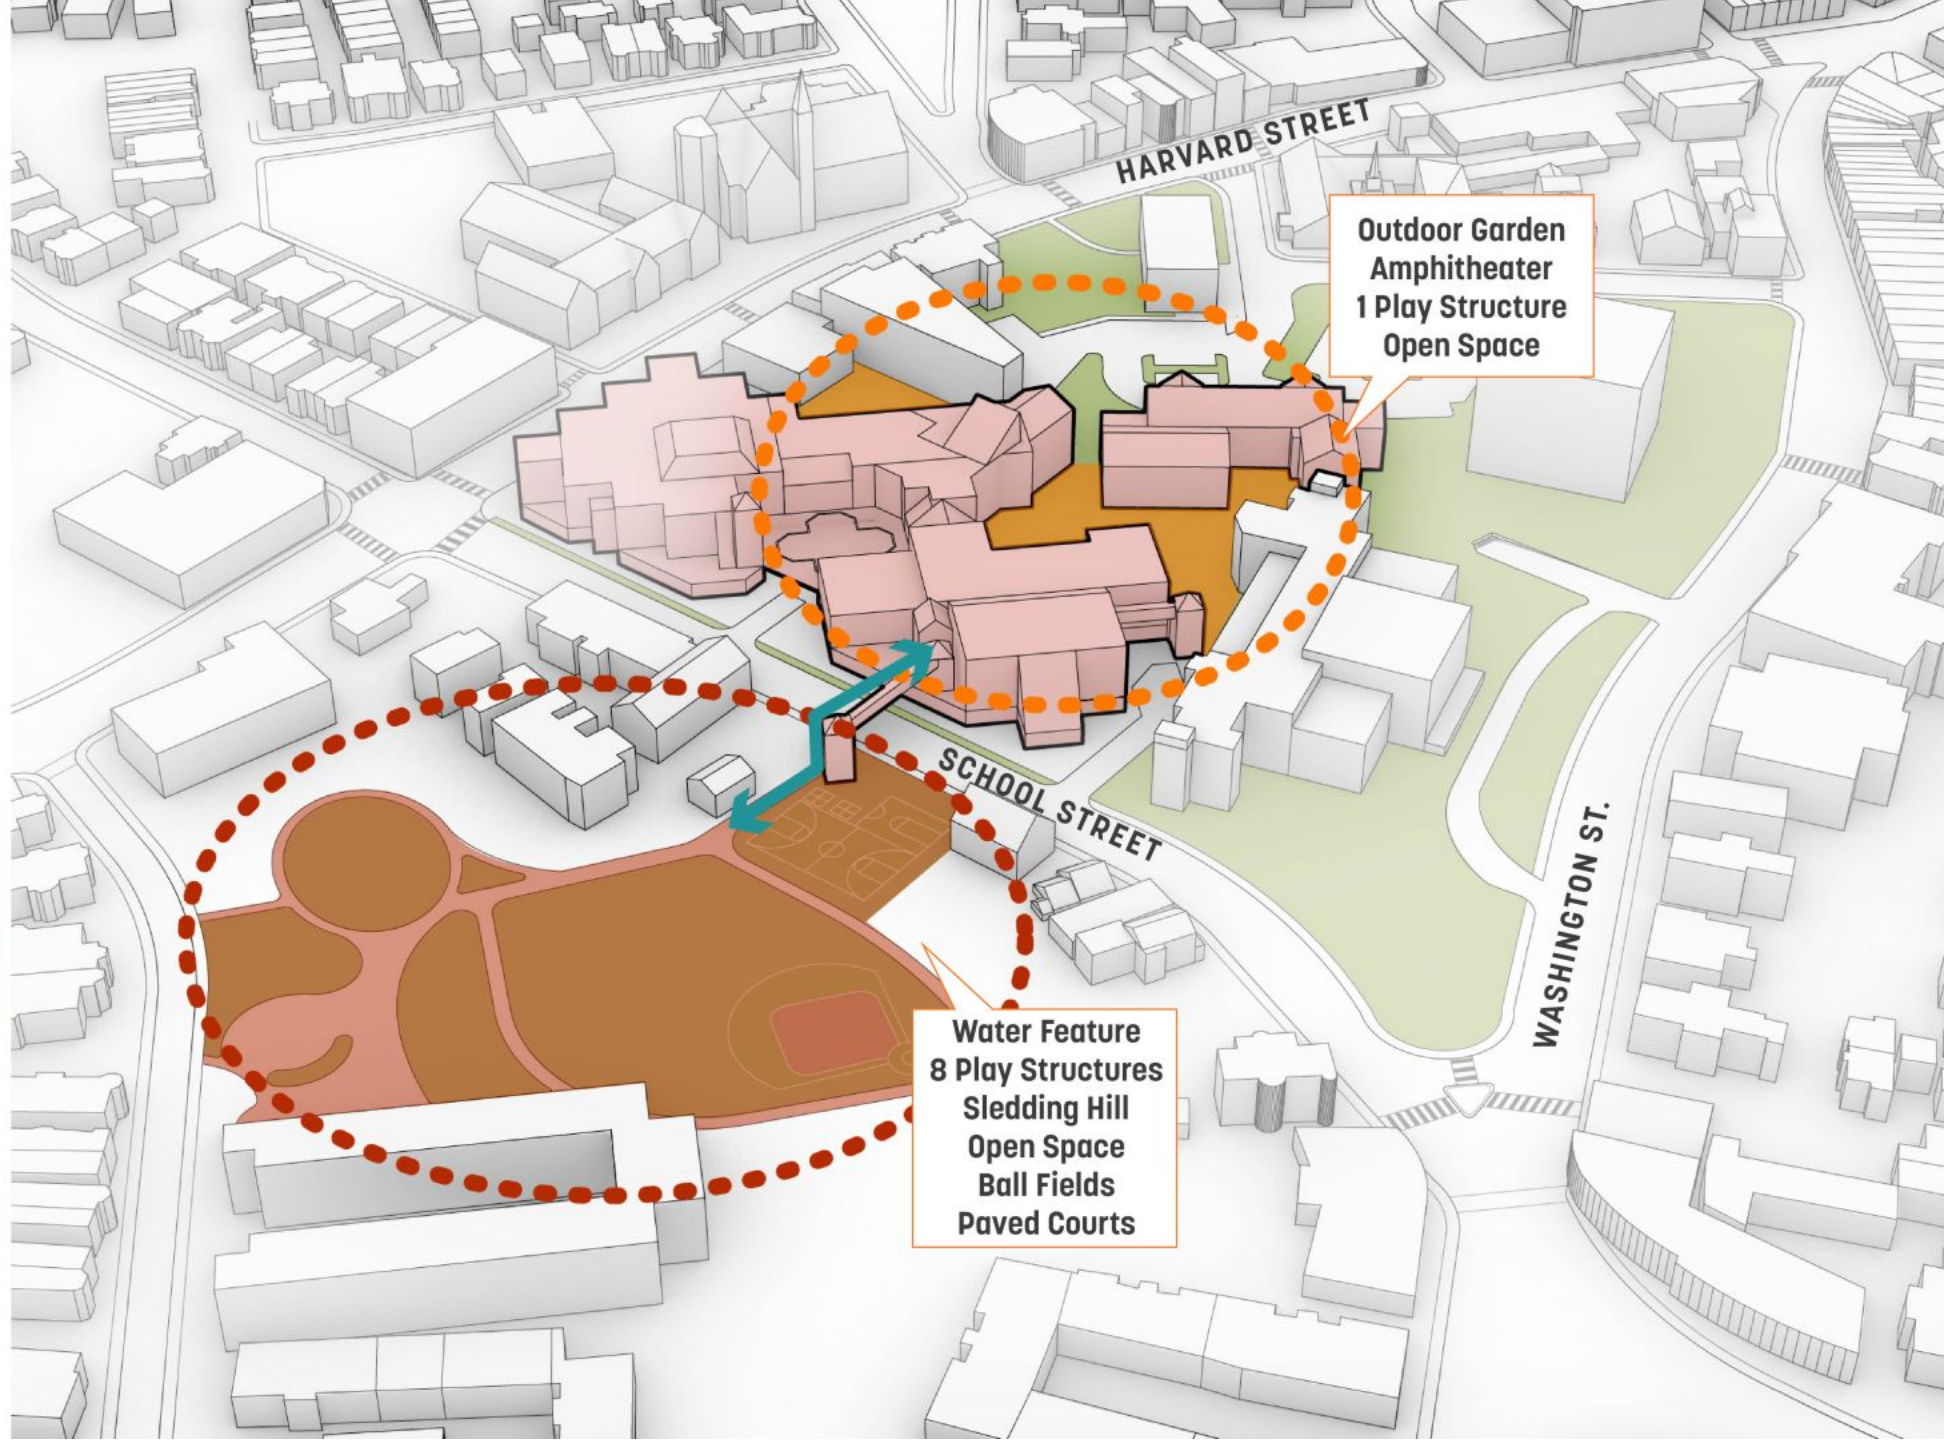 HARVARD STREET
Outdoor Garden
Amphitheater
1 Play Structure
Open Space
SCHOOL STREET
WASHINGTON ST.
Water Feature
8 Play Structures
Sledding Hill
Open Space
Ball Fields
Paved Courts